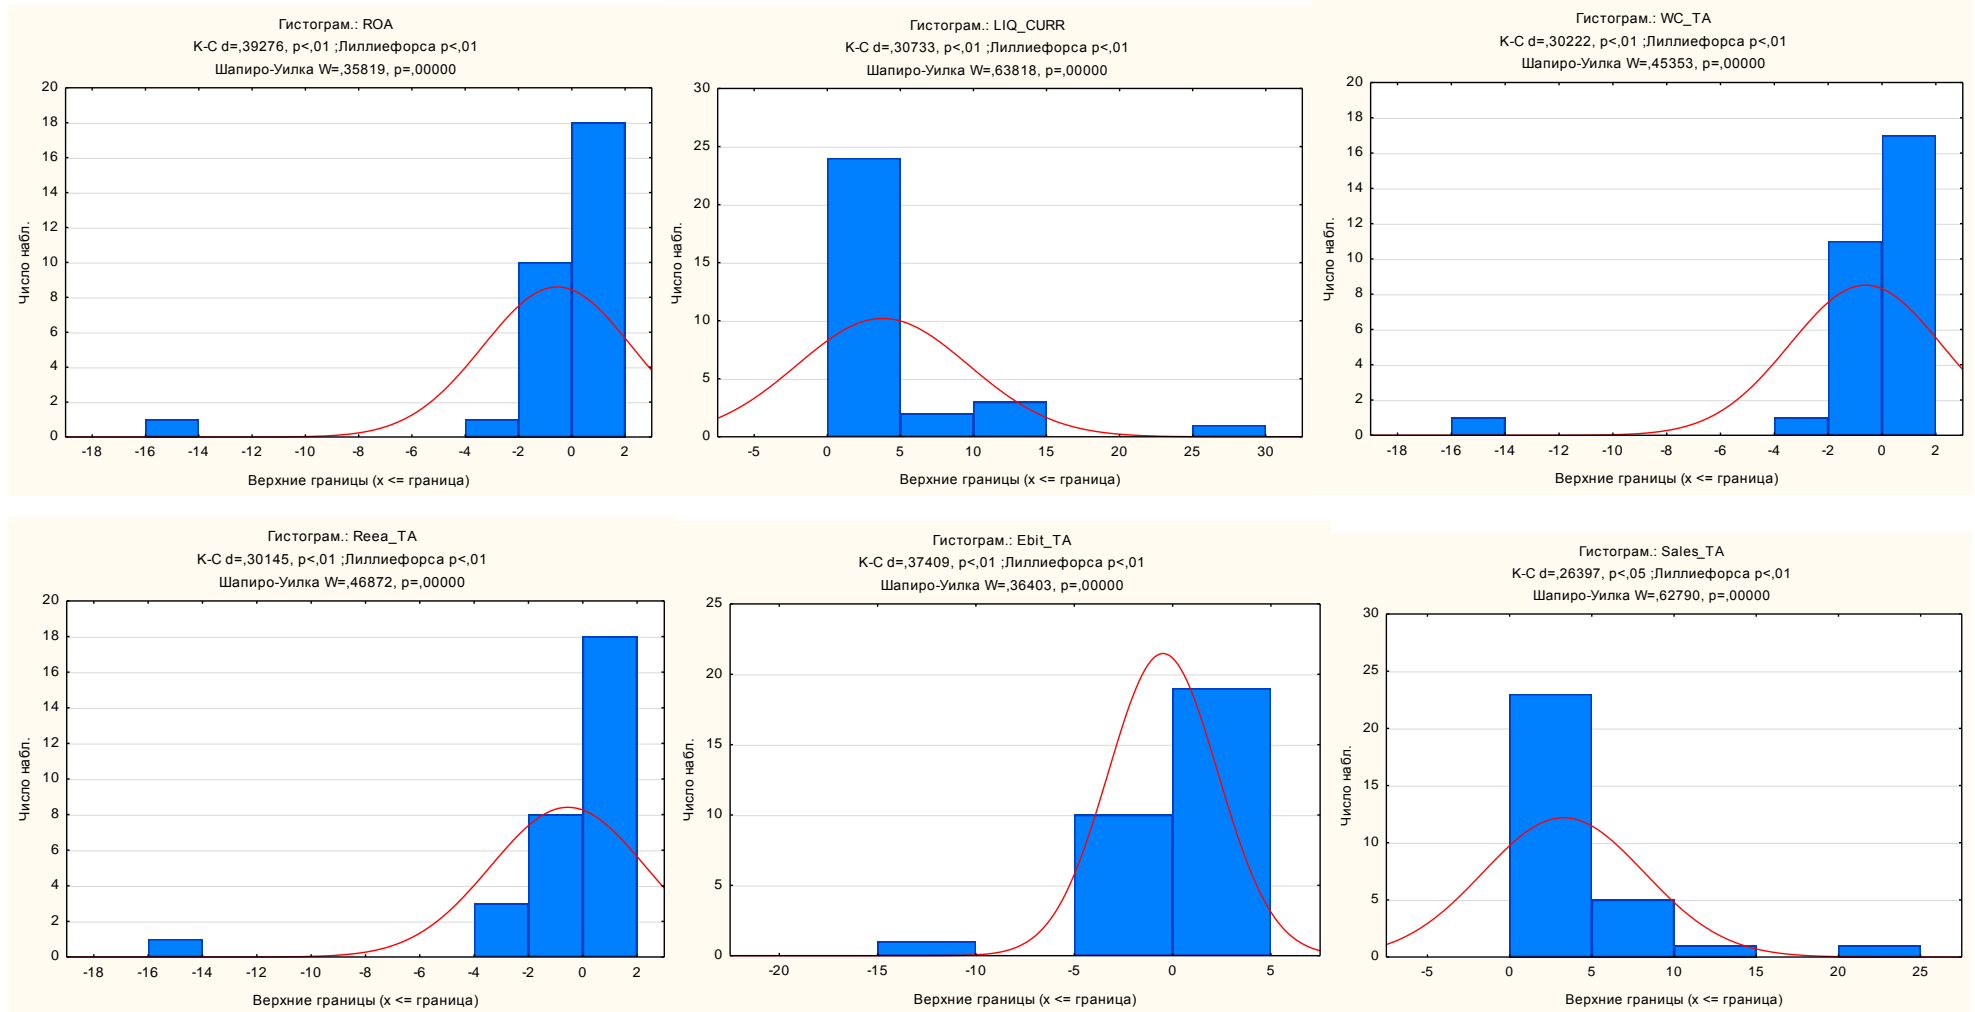 Гистограм.: ROA
K-C d=,39276, p<,01 ;Лиллиефорса p<,01
Шапиро-Уилка W=,35819, p=,00000
20
18
16
14
12
10
8
6
4
2
0
Число набл.
-18 -16 -14 -12 -10 -8 -6 -4 -2 0 2
Верхние границы (x <= граница)
Гистограм.: LIQ_CURR
K-C d=,30733, p<,01 ;Лиллиефорса p<,01
Шапиро-Уилка W=,63818, p=,00000
30
25
20
15
10
5
0
Число набл.
-5 0 5 10 15 20 25 30
Верхние границы (x <= граница)
Гистограм.: WC_TA
K-C d=,30222, p<,01 ;Лиллиефорса p<,01
Шапиро-Уилка W=,45353, p=,00000
20
18
16
14
12
10
8
6
4
2
0
Число набл.
-18 -16 -14 -12 -10 -8 -6 -4 -2 0 2
Верхние границы (x <= граница)
Гистограм.: Reea_TA
K-C d=,30145, p<,01 ;Лиллиефорса p<,01
Шапиро-Уилка W=,46872, p=,00000
20
18
16
14
12
10
8
6
4
2
0
Число набл.
-18 -16 -14 -12 -10 -8 -6 -4 -2 0 2
Верхние границы (x <= граница)
Гистограм.: Ebit_TA
K-C d=,37409, p<,01 ;Лиллиефорса p<,01
Шапиро-Уилка W=,36403, p=,00000
25
20
15
10
5
0
Число набл.
-20 -15 -10 -5 0 5
Верхние границы (x <= граница)
Гистограм.: Sales_TA
K-C d=,26397, p<,05 ;Лиллиефорса p<,01
Шапиро-Уилка W=,62790, p=,00000
30
25
20
15
10
5
0
Число набл.
-5 0 5 10 15 20 25
Верхние границы (x <= граница)